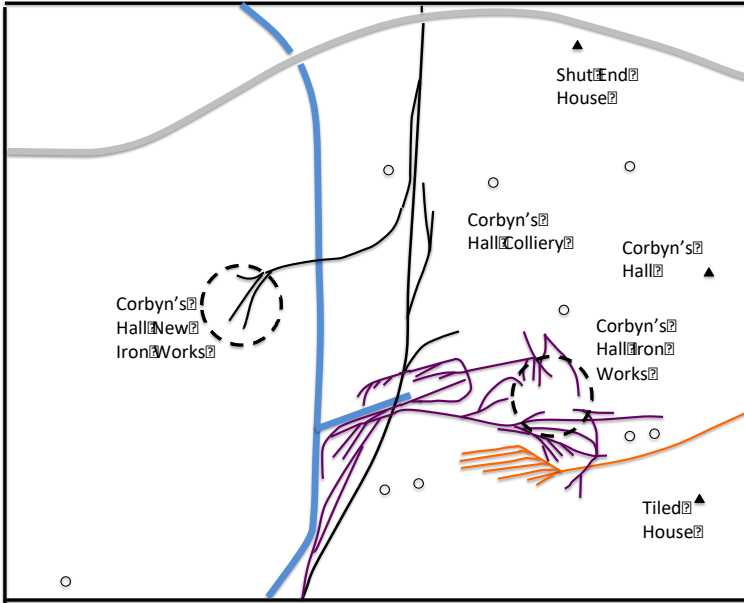 Shut End
House
Corbyn's
Hall Colliery
Corbyn's
Hall
Corbyn's
Hall New
Iron Works
Corbyn's
Hall Iron
Works
Tiled
House